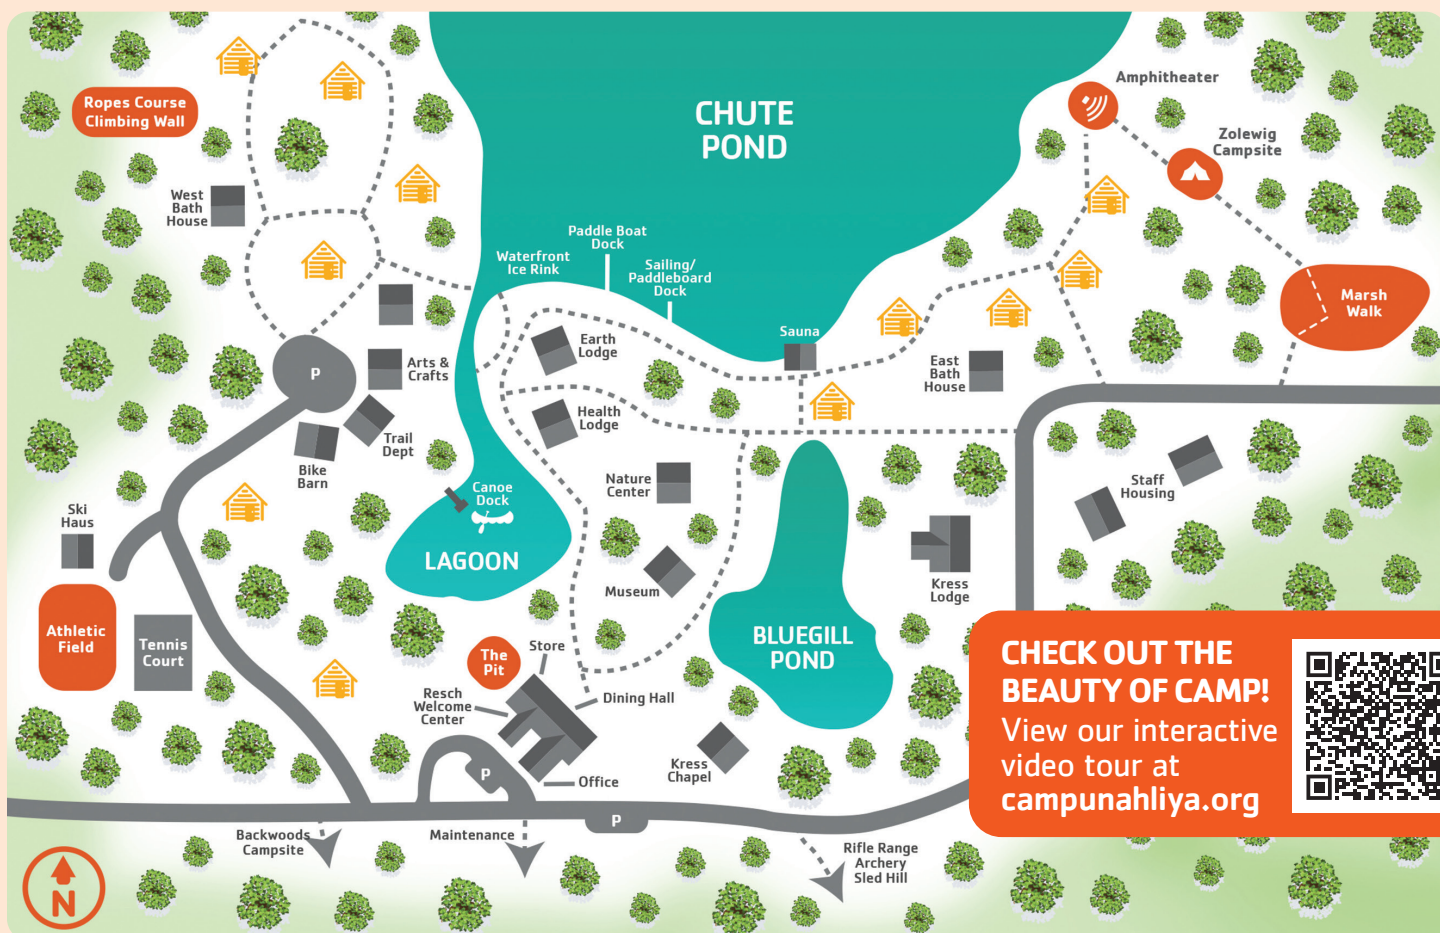 Ropes Course
Climbing Wall
West
Bath
House
CHUTE
POND
Amphitheater
Zolewig
Campsite
Paddle Boat
Dock
Waterfront
Ice Rink
Sailing/
Paddleboard
Dock
Sauna
Marsh
Walk
Earth
Lodge
East
Bath
House
P
Arts &
Crafts
Health
Lodge
Trail
Dept
Bike
Barn
Nature
Center
Canoe
Dock
LAGOON
Staff
Housing
Ski
Haus
Kress
Lodge
Museum
Athletic
Field
Tennis
Court
BLUEGILL
POND
The
Pit
Store
Resch
Welcome
Center
Dining Hall
Kress
Chapel
Office
P
P
CHECK OUT THE
BEAUTY OF CAMP!
View our interactive
video tour at
campunahliya.org
Backwoods
Campsite
Maintenance
Rifle Range
Archery
Sled Hill
N